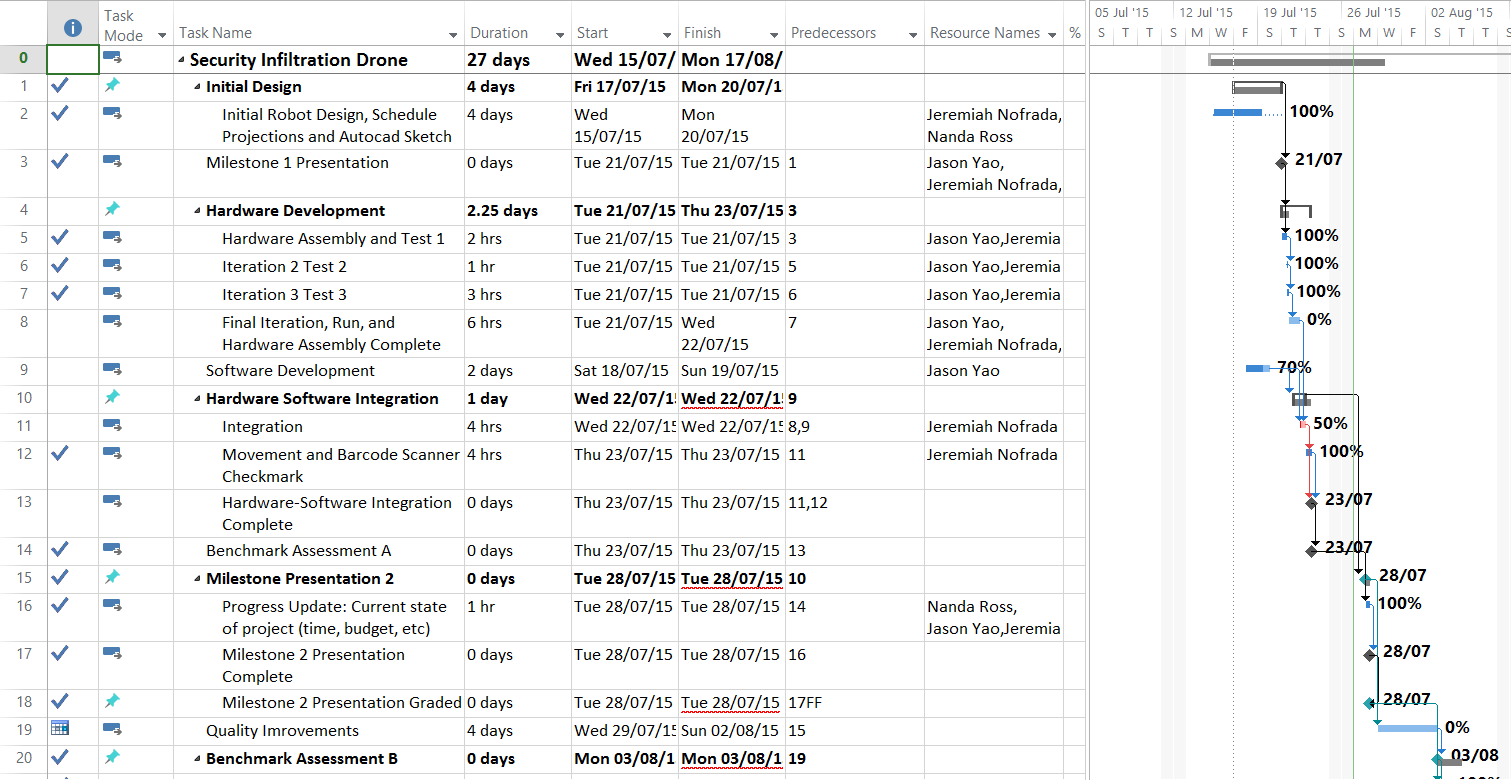 Task Mode Task Name Duration Start Finish Predecessors Resource Names %
05 Jul '15 12 Jul '15 19 Jul '15 26 Jul '15 02 Aug '15
S T T S M W F S T T S M W F S T T S
0 Security Infiltration Drone 27 days Wed 15/07/ Mon 17/08/
1 Initial Design 4 days Fri 17/07/15 Mon 20/07/1
2 Initial Robot Design, Schedule Projections and Autocad Sketch 4 days Wed 15/07/15 Mon 20/07/15 Jeremiah Nofrada, Nanda Ross 100%
3 Milestone 1 Presentation 0 days Tue 21/07/15 Tue 21/07/15 1 Jason Yao, Jeremiah Nofrada, 21/07
4 Hardware Development 2.25 days Tue 21/07/15 Thu 23/07/15 3
5 Hardware Assembly and Test 1 2 hrs Tue 21/07/15 Tue 21/07/15 3 Jason Yao,Jeremia 100%
6 Iteration 2 Test 2 1 hr Tue 21/07/15 Tue 21/07/15 5 Jason Yao,Jeremia 100%
7 Iteration 3 Test 3 3 hrs Tue 21/07/15 Tue 21/07/15 6 Jason Yao,Jeremia 100%
8 Final Iteration, Run, and Hardware Assembly Complete 6 hrs Tue 21/07/15 Wed 22/07/15 7 Jason Yao, Jeremiah Nofrada, 0%
9 Software Development 2 days Sat 18/07/15 Sun 19/07/15 Jason Yao 70%
10 Hardware Software Integration 1 day Wed 22/07/1 Wed 22/07/1 9
11 Integration 4 hrs Wed 22/07/1 Wed 22/07/1 8,9 Jeremiah Nofrada 50%
12 Movement and Barcode Scanner Checkmark 4 hrs Thu 23/07/15 Thu 23/07/15 11 Jeremiah Nofrada 100%
13 Hardware-Software Integration Complete 0 days Thu 23/07/15 Thu 23/07/15 11,12 23/07
14 Benchmark Assessment A 0 days Thu 23/07/15 Thu 23/07/15 13 23/07
15 Milestone Presentation 2 0 days Tue 28/07/15 Tue 28/07/15 10 28/07
16 Progress Update: Current state of project (time, budget, etc) 1 hr Tue 28/07/15 Tue 28/07/15 14 Nanda Ross, Jason Yao,Jeremia 100%
17 Milestone 2 Presentation Complete 0 days Tue 28/07/15 Tue 28/07/15 16 28/07
18 Milestone 2 Presentation Graded 0 days Tue 28/07/15 Tue 28/07/15 17FF 28/07
19 Quality Imrovements 4 days Wed 29/07/15 Sun 02/08/15 15 0%
20 Benchmark Assessment B 0 days Mon 03/08/1 Mon 03/08/1 19 03/08